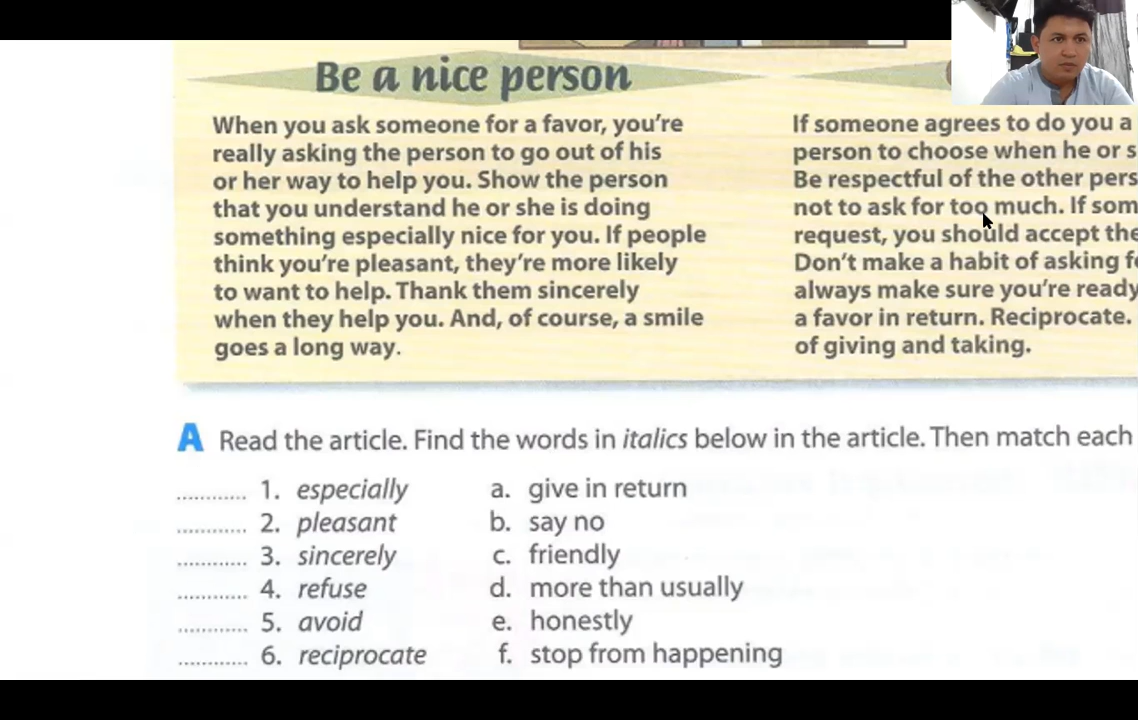 Be a nice person
When you ask someone for a favor, you're
really asking the person to go out of his
or her way to help you. Show the person
that you understand he or she is doing
something especially nice for you. If people
think you're pleasant, they're more likely
to want to help. Thank them sincerely
when they help you. And, of course, a smile
goes a long way.
If someone agrees to do you a
person to choose when he or s
Be respectful of the other pers
not to ask for too much. If som
request, you should accept the
Don't make a habit of asking f
always make sure you're ready
a favor in return. Reciprocate.
of giving and taking.
A Read the article. Find the words in italics below in the article. Then match each
............ 1. especially a. give in return
............ 2. pleasant b. say no
............ 3. sincerely c. friendly
............ 4. refuse d. more than usually
............ 5. avoid e. honestly
............ 6. reciprocate f. stop from happening